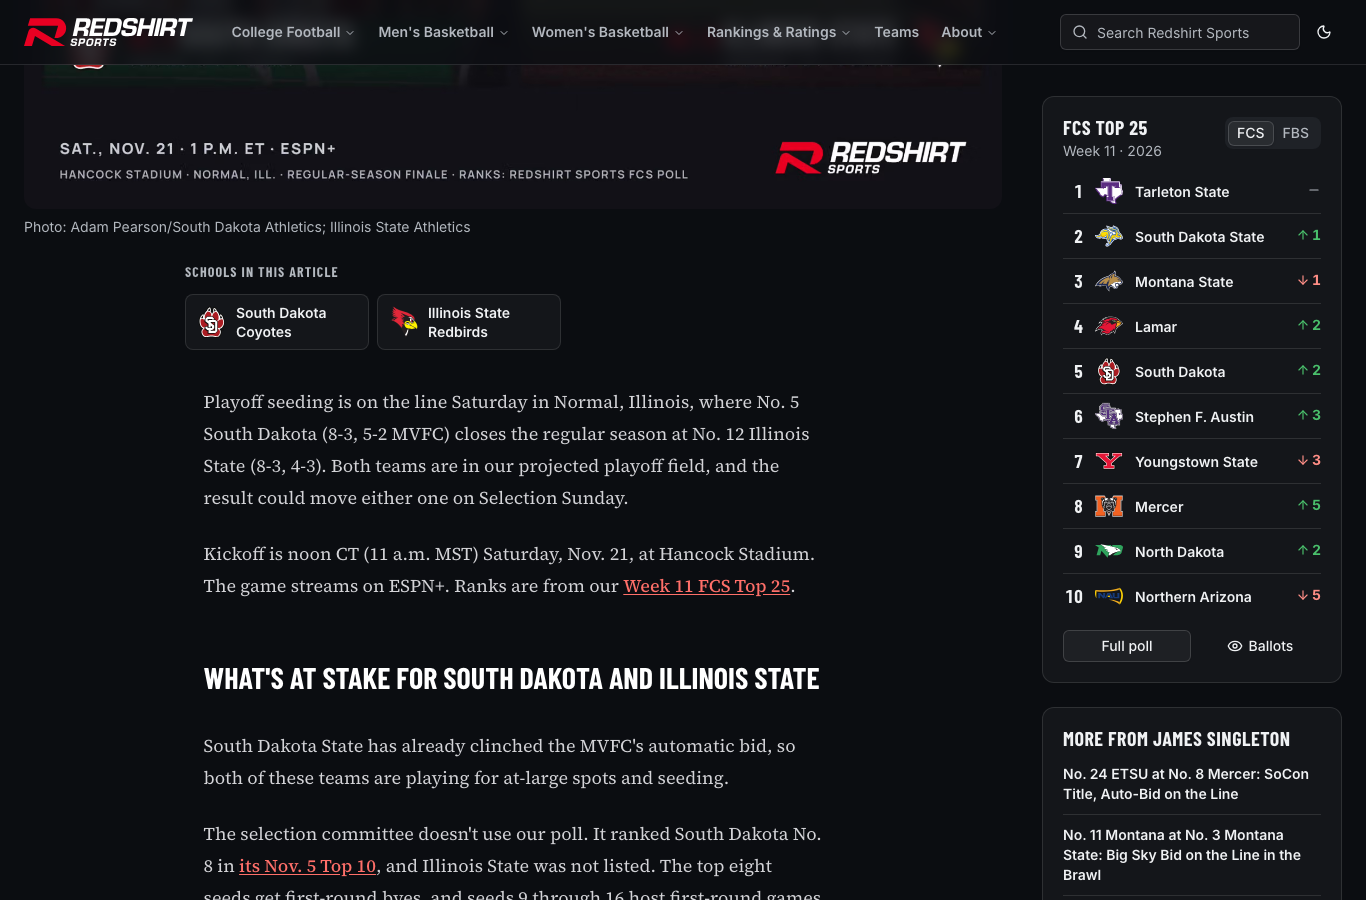 REDSHIRT
SPORTS
College Football
Men's Basketball
Women's Basketball
Rankings & Ratings
Teams
About
Search Redshirt Sports
SAT., NOV. 21 · 1 P.M. ET · ESPN+
HANCOCK STADIUM · NORMAL, ILL. · REGULAR-SEASON FINALE · RANKS: REDSHIRT SPORTS FCS POLL
REDSHIRT
SPORTS
Photo: Adam Pearson/South Dakota Athletics; Illinois State Athletics
SCHOOLS IN THIS ARTICLE
South Dakota
Coyotes
Illinois State
Redbirds
Playoff seeding is on the line Saturday in Normal, Illinois, where No. 5
South Dakota (8-3, 5-2 MVFC) closes the regular season at No. 12 Illinois
State (8-3, 4-3). Both teams are in our projected playoff field, and the
result could move either one on Selection Sunday.
Kickoff is noon CT (11 a.m. MST) Saturday, Nov. 21, at Hancock Stadium.
The game streams on ESPN+. Ranks are from our Week 11 FCS Top 25.
WHAT'S AT STAKE FOR SOUTH DAKOTA AND ILLINOIS STATE
South Dakota State has already clinched the MVFC's automatic bid, so
both of these teams are playing for at-large spots and seeding.
The selection committee doesn't use our poll. It ranked South Dakota No.
8 in its Nov. 5 Top 10, and Illinois State was not listed. The top eight
seeds get first-round byes, and seeds 9 through 16 host first-round games
FCS TOP 25
FCS FBS
Week 11 · 2026
1 Tarleton State –
2 South Dakota State ↑ 1
3 Montana State ↓ 1
4 Lamar ↑ 2
5 South Dakota ↑ 2
6 Stephen F. Austin ↑ 3
7 Youngstown State ↓ 3
8 Mercer ↑ 5
9 North Dakota ↑ 2
10 Northern Arizona ↓ 5
Full poll
Ballots
MORE FROM JAMES SINGLETON
No. 24 ETSU at No. 8 Mercer: SoCon
Title, Auto-Bid on the Line
No. 11 Montana at No. 3 Montana
State: Big Sky Bid on the Line in the
Brawl